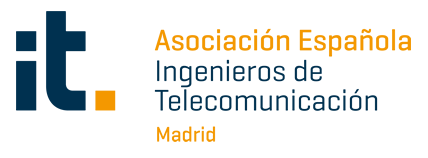 it.
Asociación Española
Ingenieros de
Telecomunicación
Madrid